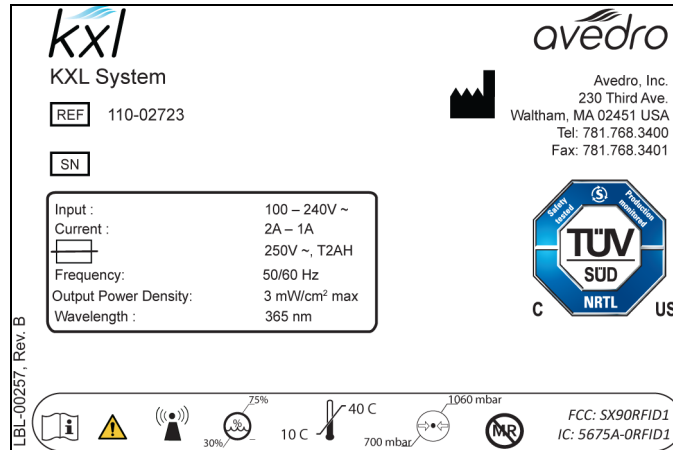 kxl
avedro
KXL System
REF 110-02723
SN
Avedro, Inc.
230 Third Ave.
Waltham, MA 02451 USA
Tel: 781.768.3400
Fax: 781.768.3401
Input : 100 – 240V ~
Current : 2A – 1A
250V ~, T2AH
Frequency: 50/60 Hz
Output Power Density: 3 mW/cm² max
Wavelength : 365 nm
Safety tested
S
Production monitored
TÜV
SÜD
NRTL
C US
LBL-00257, Rev. B
i
75%
%
30%
40 C
10 C
1060 mbar
700 mbar
MR
FCC: SX90RFID1
IC: 5675A-0RFID1